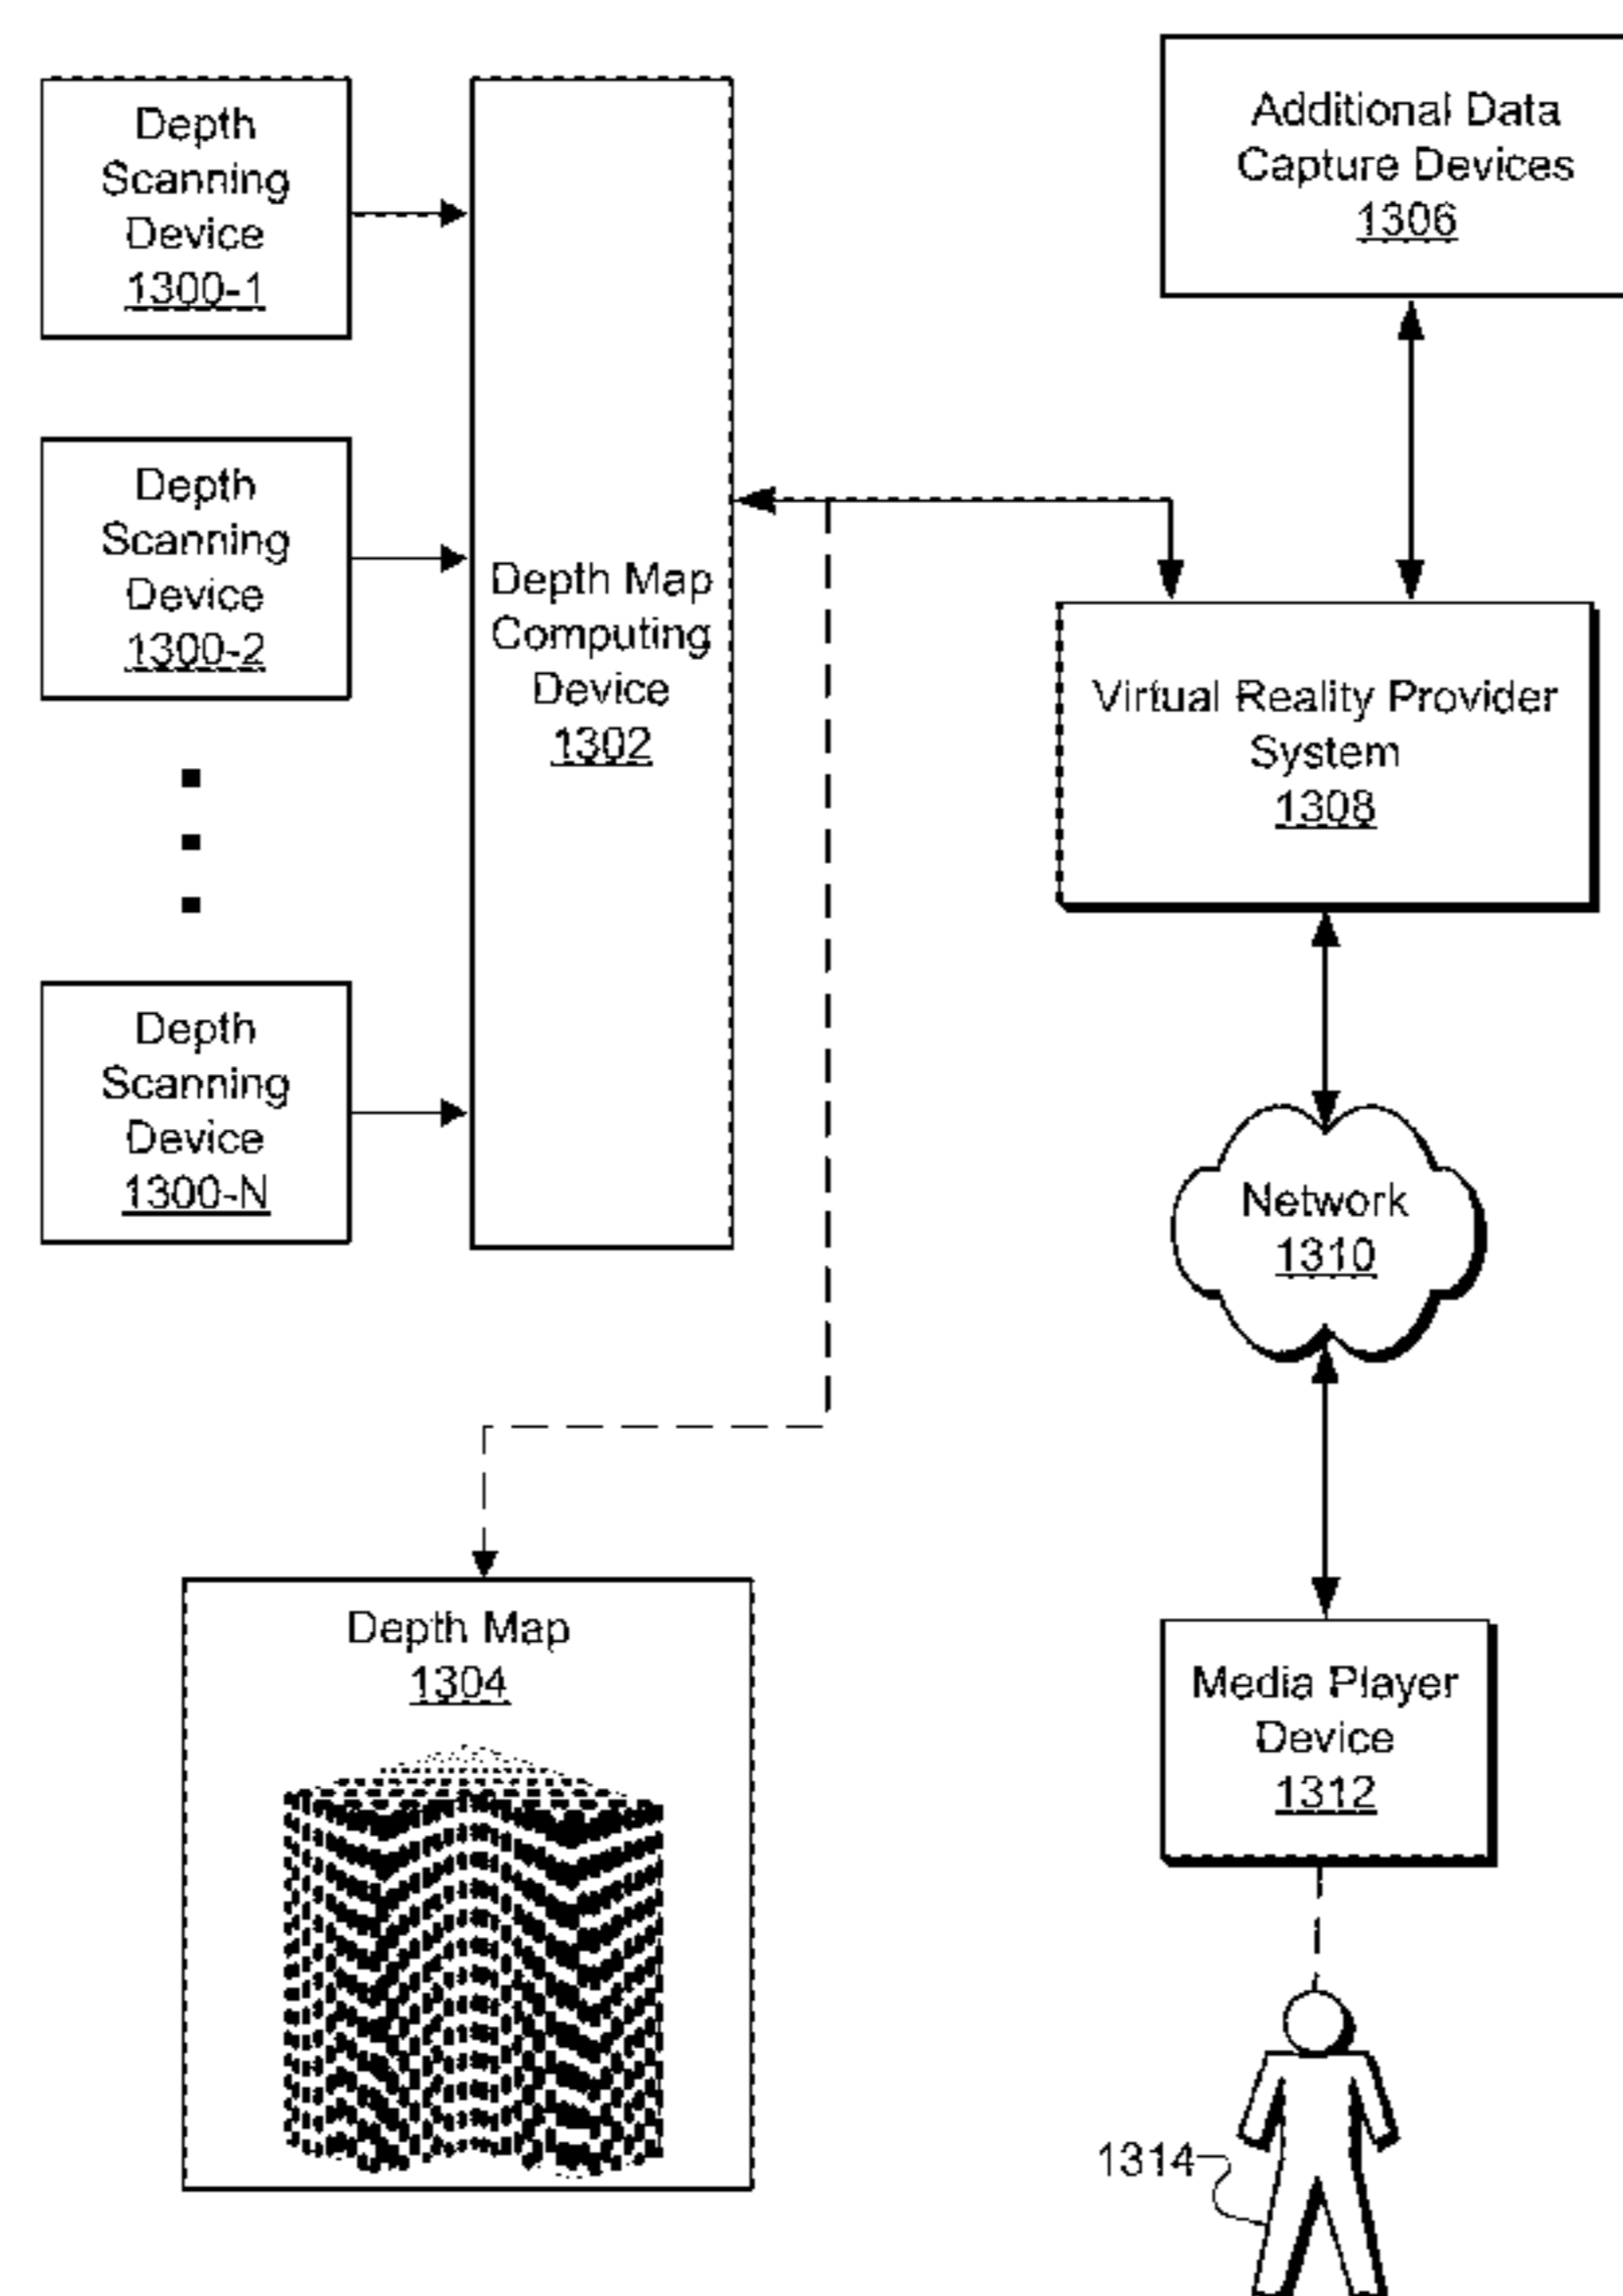 Depth
Scanning
Device
1300-1
Depth
Scanning
Device
1300-2
Depth
Scanning
Device
1300-N
Depth Map
Computing
Device
1302
Additional Data
Capture Devices
1306
Virtual Reality Provider
System
1308
Network
1310
Depth Map
1304
Media Player
Device
1312
1314